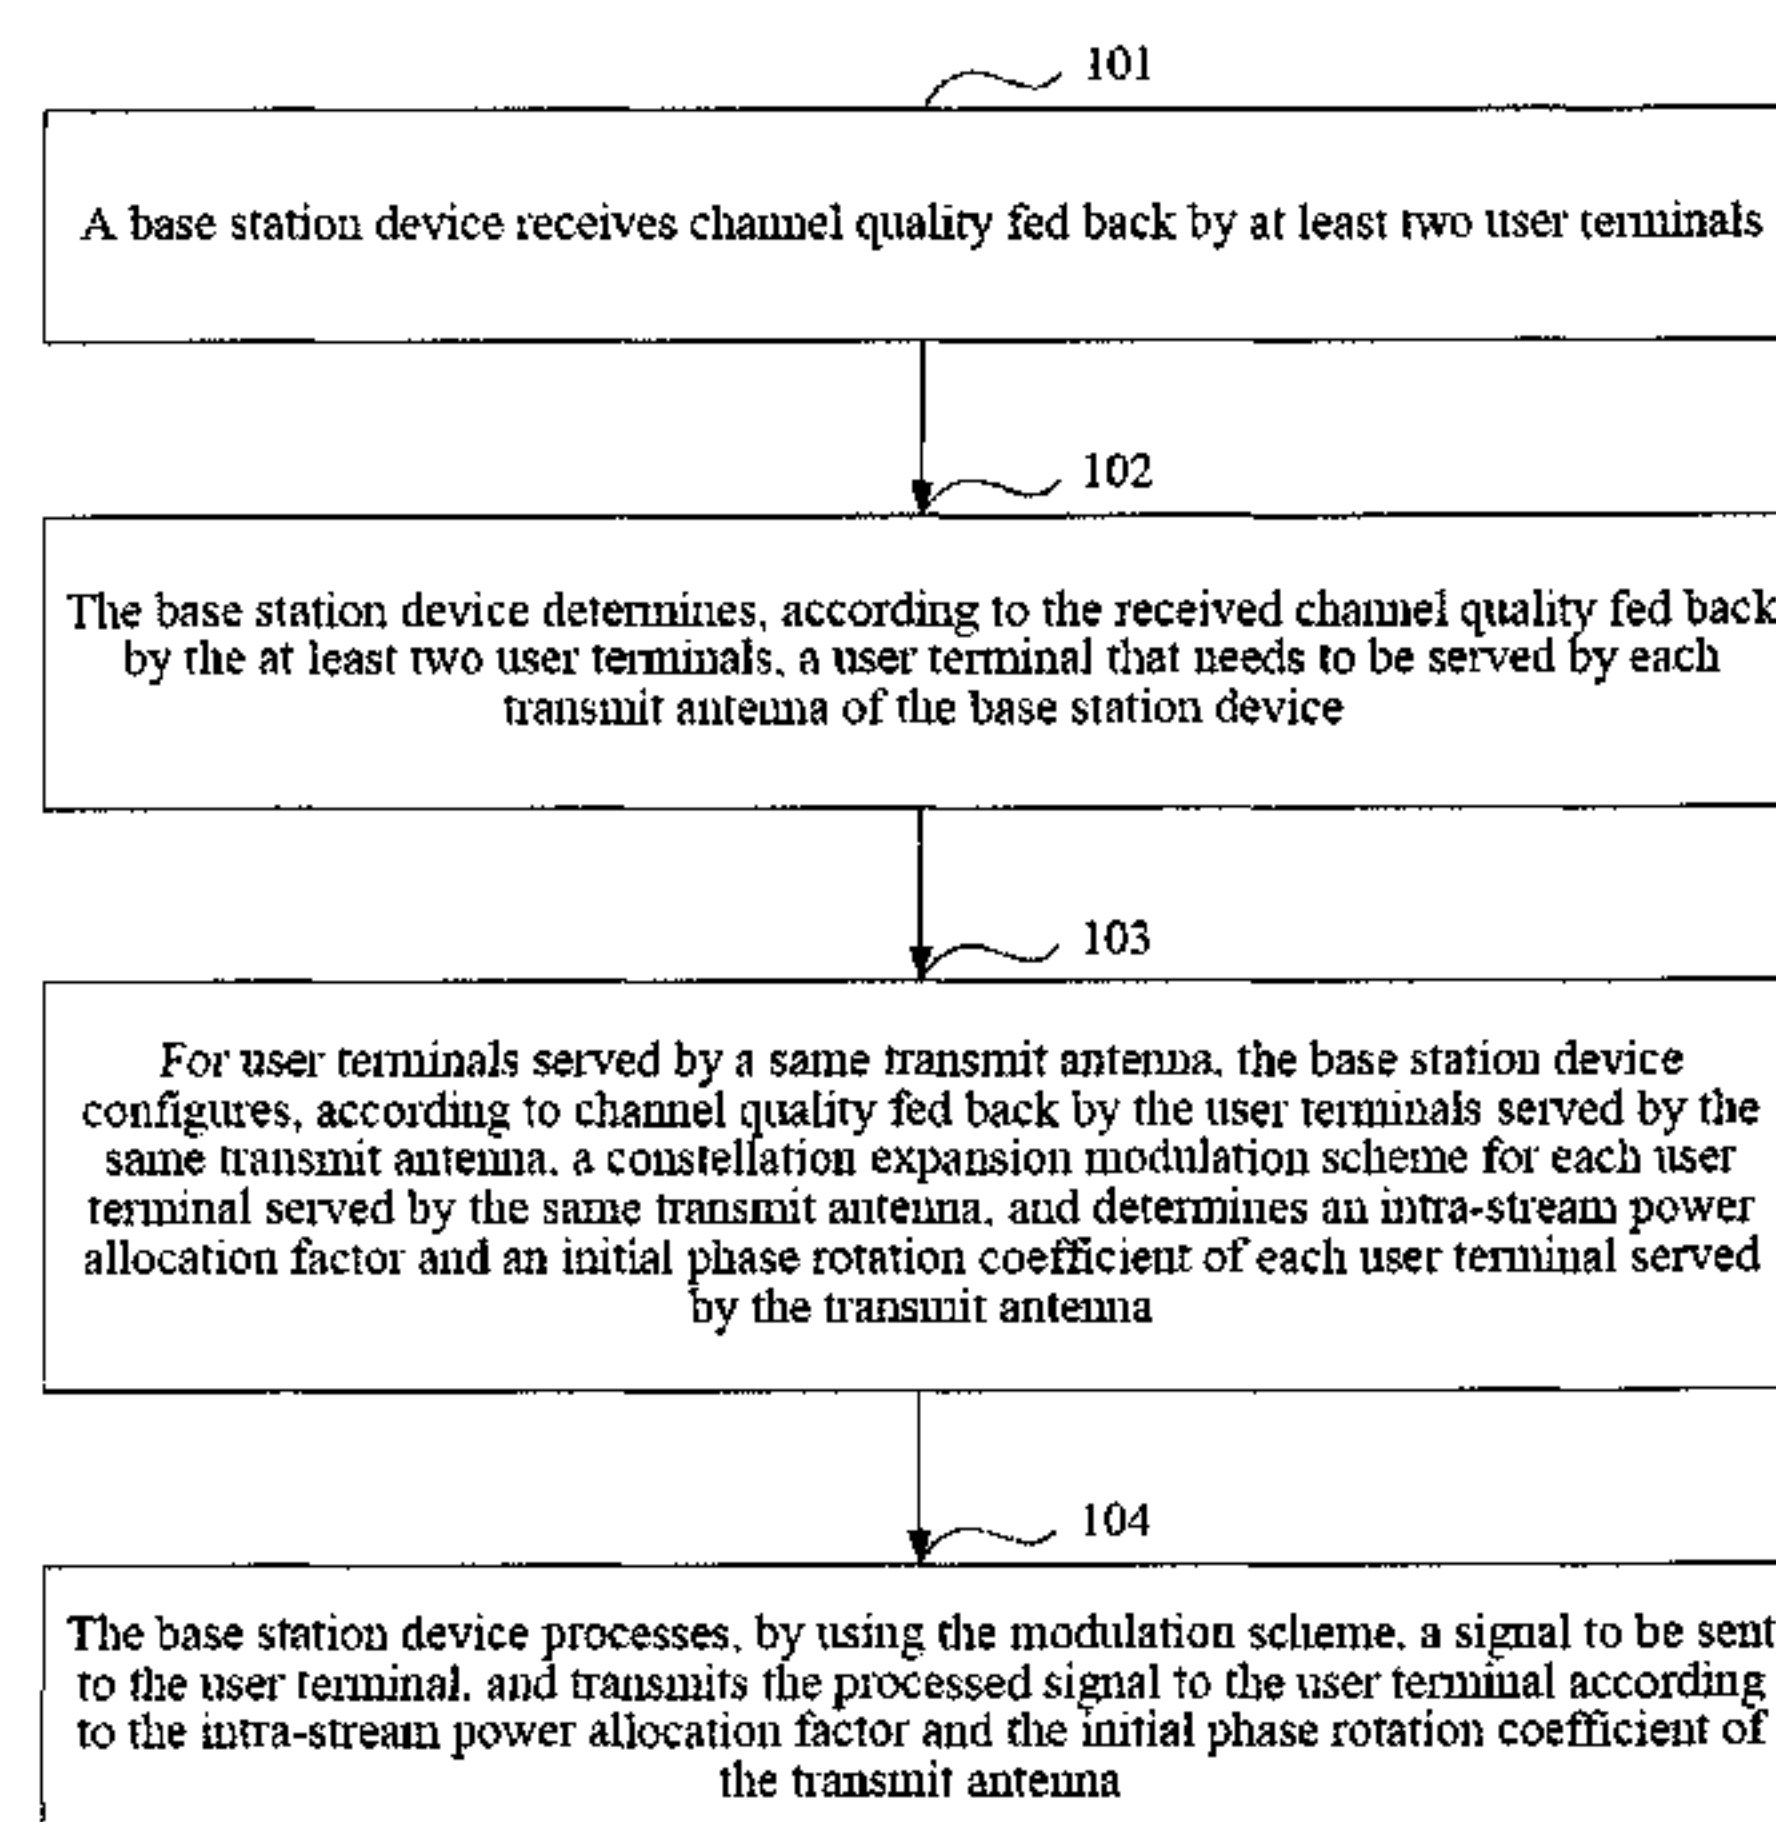 101
A base station device receives channel quality fed back by at least two user terminals
102
The base station device determines, according to the received channel quality fed back
by the at least two user terminals, a user terminal that needs to be served by each
transmit antenna of the base station device
103
For user terminals served by a same transmit antenna, the base station device
configures, according to channel quality fed back by the user terminals served by the
same transmit antenna, a constellation expansion modulation scheme for each user
terminal served by the same transmit antenna, and determines an intra-stream power
allocation factor and an initial phase rotation coefficient of each user terminal served
by the transmit antenna
104
The base station device processes, by using the modulation scheme, a signal to be sent
to the user terminal, and transmits the processed signal to the user terminal according
to the intra-stream power allocation factor and the initial phase rotation coefficient of
the transmit antenna